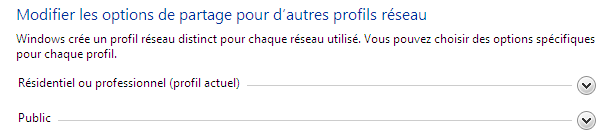 Modifier les options de partage pour d’autres profils réseau
Windows crée un profil réseau distinct pour chaque réseau utilisé. Vous pouvez choisir des options spécifiques
pour chaque profil.
Résidentiel ou professionnel (profil actuel)
Public